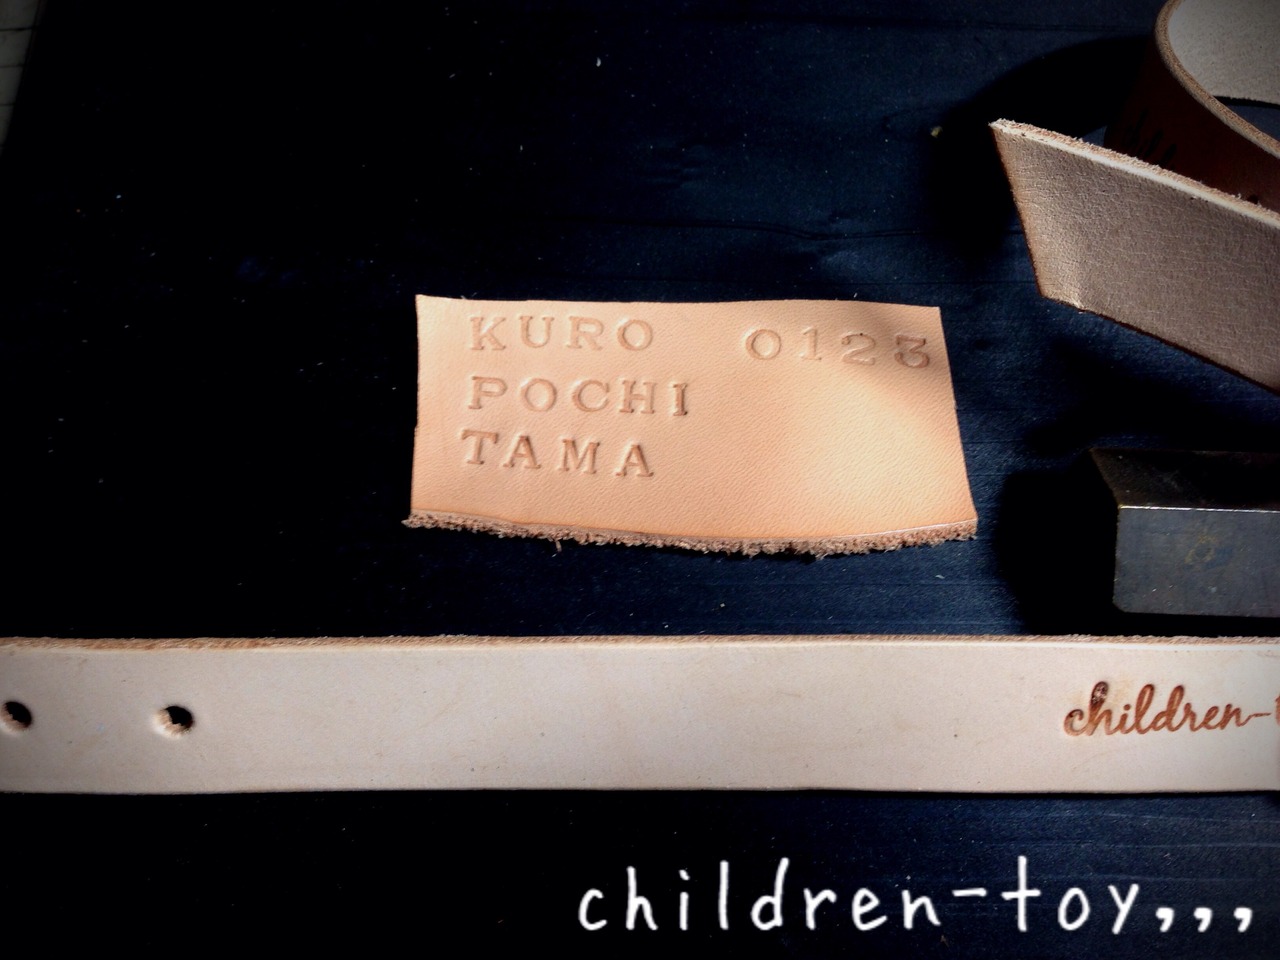 KURO 0123
POCHI
TAMA
children-
children-toy,,,